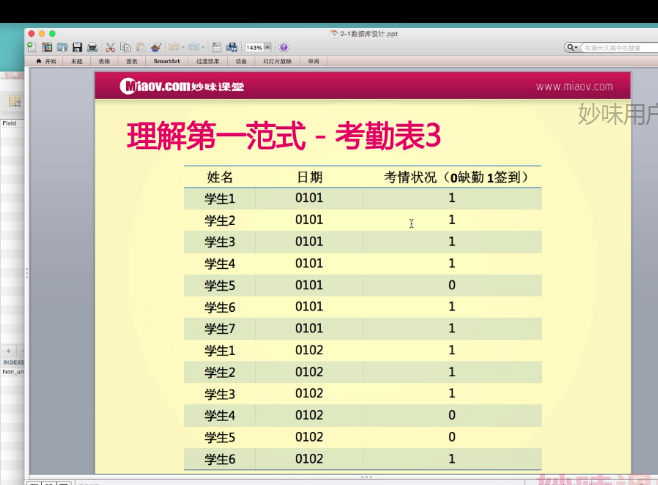 2-1数据库设计.ppt
143%
在演示文稿中的搜索
开始 主题 表格 图表 SmartArt 过渡效果 动画 幻灯片放映 审阅
Miaov.com妙味课堂 www.miaov.com
妙味用户
Field
理解第一范式 - 考勤表3
姓名 日期 考情状况（0缺勤 1签到）
学生1 0101 1
学生2 0101 1
学生3 0101 1
学生4 0101 1
学生5 0101 0
学生6 0101 1
学生7 0101 1
学生1 0102 1
学生2 0102 1
学生3 0102 1
学生4 0102 0
学生5 0102 0
学生6 0102 1
INDEXE
Non_un